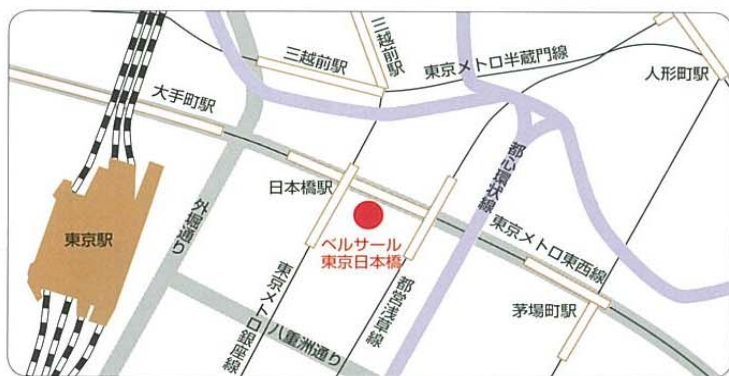 三越前駅
三越前駅
東京メトロ半蔵門線
人形町駅
大手町駅
都心環状線
日本橋駅
外堀通り
東京駅
ベルサール
東京日本橋
東京メトロ東西線
東京メトロ銀座線
都営浅草線
八重洲通り
茅場町駅